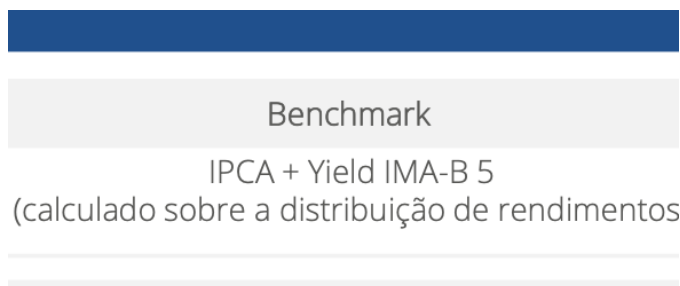 Benchmark
IPCA + Yield IMA-B 5
(calculado sobre a distribuição de rendimentos